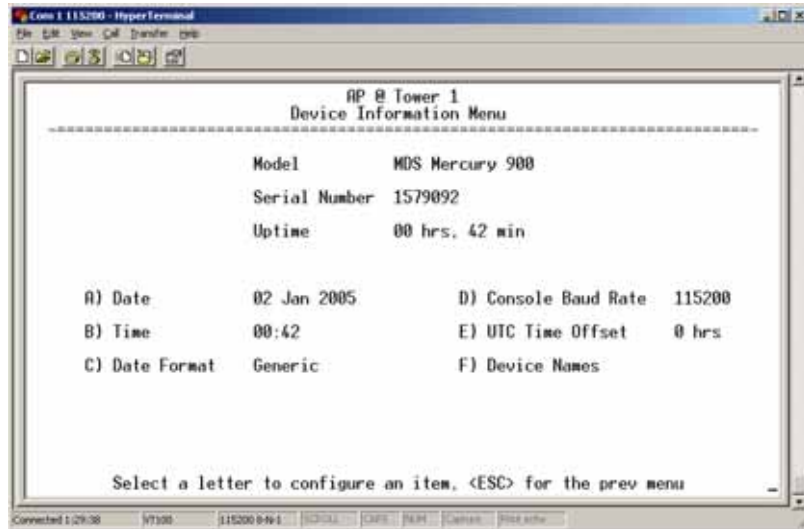 Com 1 115200 - HyperTerminal
File Edit View Call Transfer Help
AP @ Tower 1
Device Information Menu
Model MDS Mercury 900
Serial Number 1579092
Uptime 00 hrs, 42 min
A) Date 02 Jan 2005 D) Console Baud Rate 115200
B) Time 00:42 E) UTC Time Offset 0 hrs
C) Date Format Generic F) Device Names
Select a letter to configure an item, <ESC> for the prev menu
Connected 1:29:38 VT100 115200 8-N-1 SCROLL CAPS NUM Capture Print echo